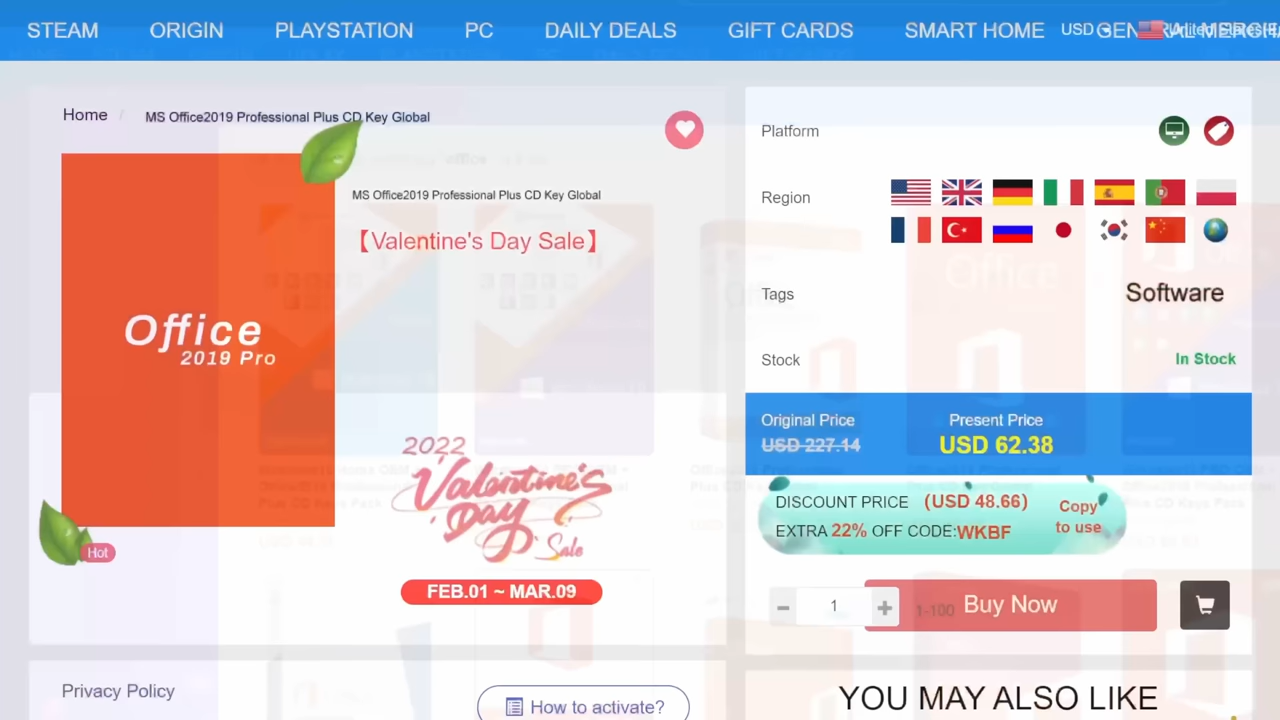 STEAM ORIGIN PLAYSTATION PC DAILY DEALS GIFT CARDS SMART HOME USD
Home / MS Office2019 Professional Plus CD Key Global
MS Office2019 Professional Plus CD Key Global
【Valentine's Day Sale】
Office
2019 Pro
Hot
2022
Valentine's
Day
Sale
FEB.01 ~ MAR.09
Privacy Policy
How to activate?
Platform
Region
Tags
Software
Stock
In Stock
Original Price Present Price
USD 227.14 USD 62.38
DISCOUNT PRICE (USD 48.66)
EXTRA 22% OFF CODE:WKBF
Copy
to use
1 1-100 Buy Now
YOU MAY ALSO LIKE